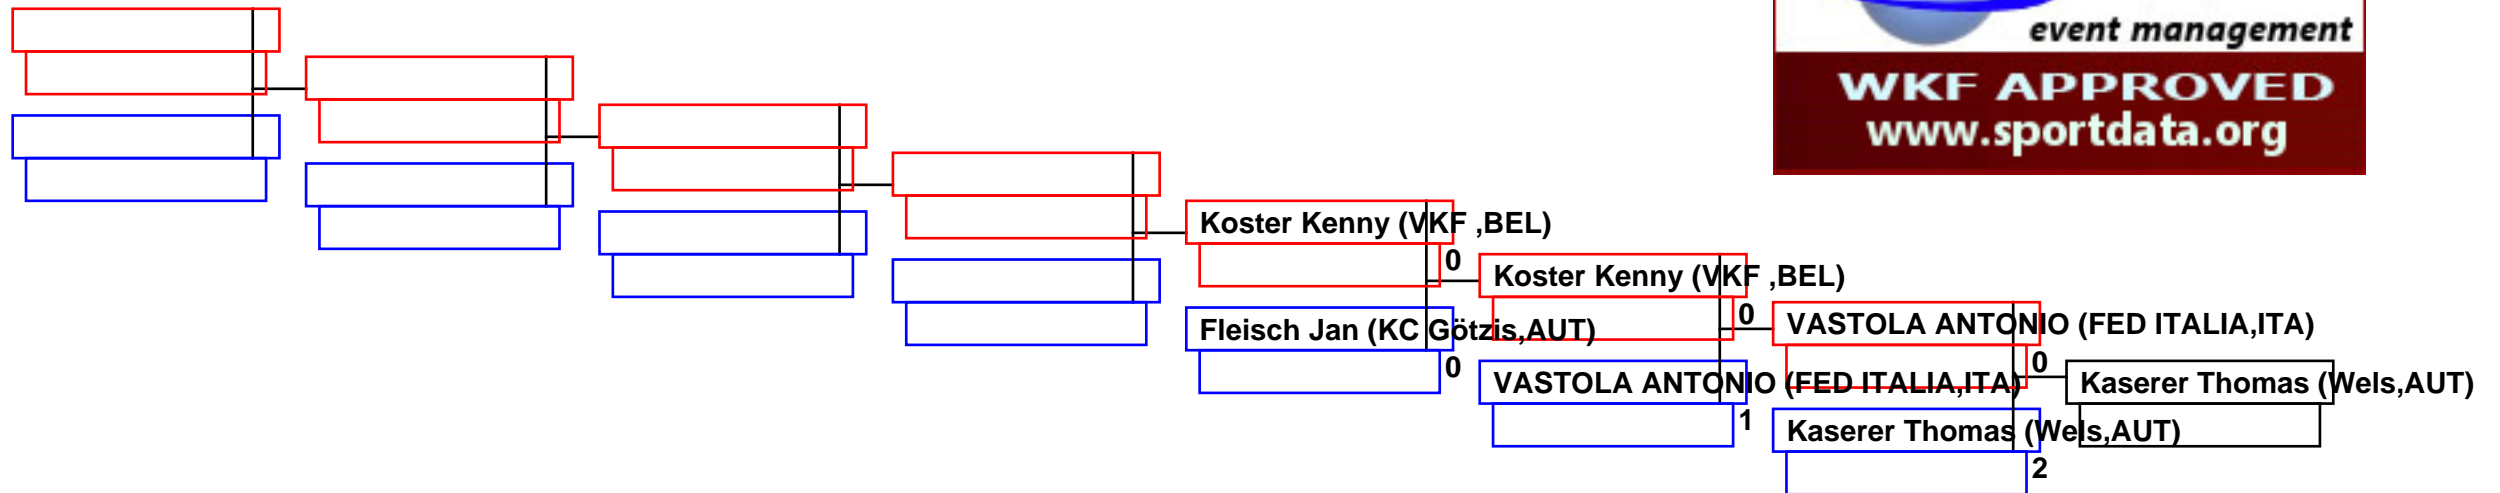 event management
WKF APPROVED
www.sportdata.org
Koster Kenny (VKF ,BEL)
0
Fleisch Jan (KC Götzis,AUT)
0
Koster Kenny (VKF ,BEL)
0
VASTOLA ANTONIO (FED ITALIA,ITA)
1
VASTOLA ANTONIO (FED ITALIA,ITA)
0
Kaserer Thomas (Wels,AUT)
2
Kaserer Thomas (Wels,AUT)